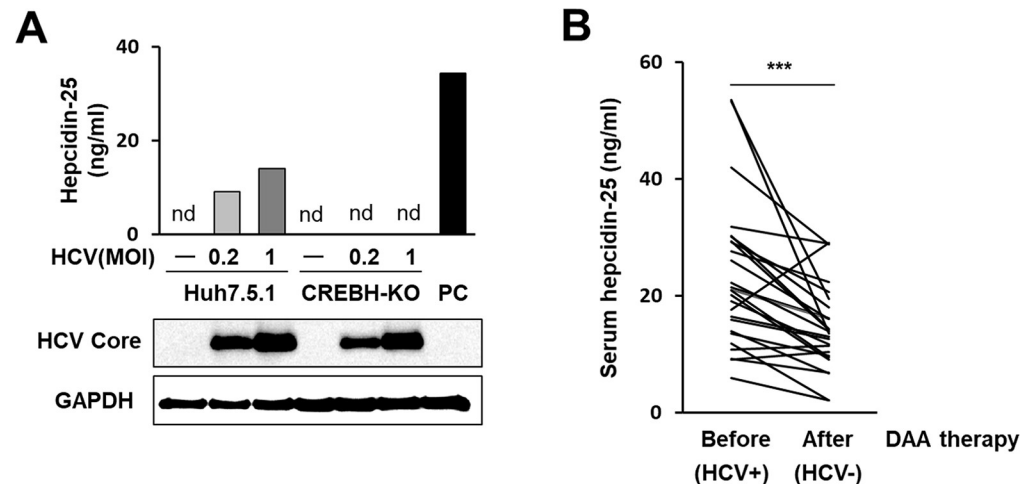 A
Hepcidin-25
(ng/ml)
40
20
0
nd
nd
nd
nd
HCV(MOI) — 0.2 1 — 0.2 1
Huh7.5.1 CREBH-KO PC
HCV Core
GAPDH
B
Serum hepcidin-25 (ng/ml)
60
40
20
0
***
Before After DAA therapy
(HCV+) (HCV-)